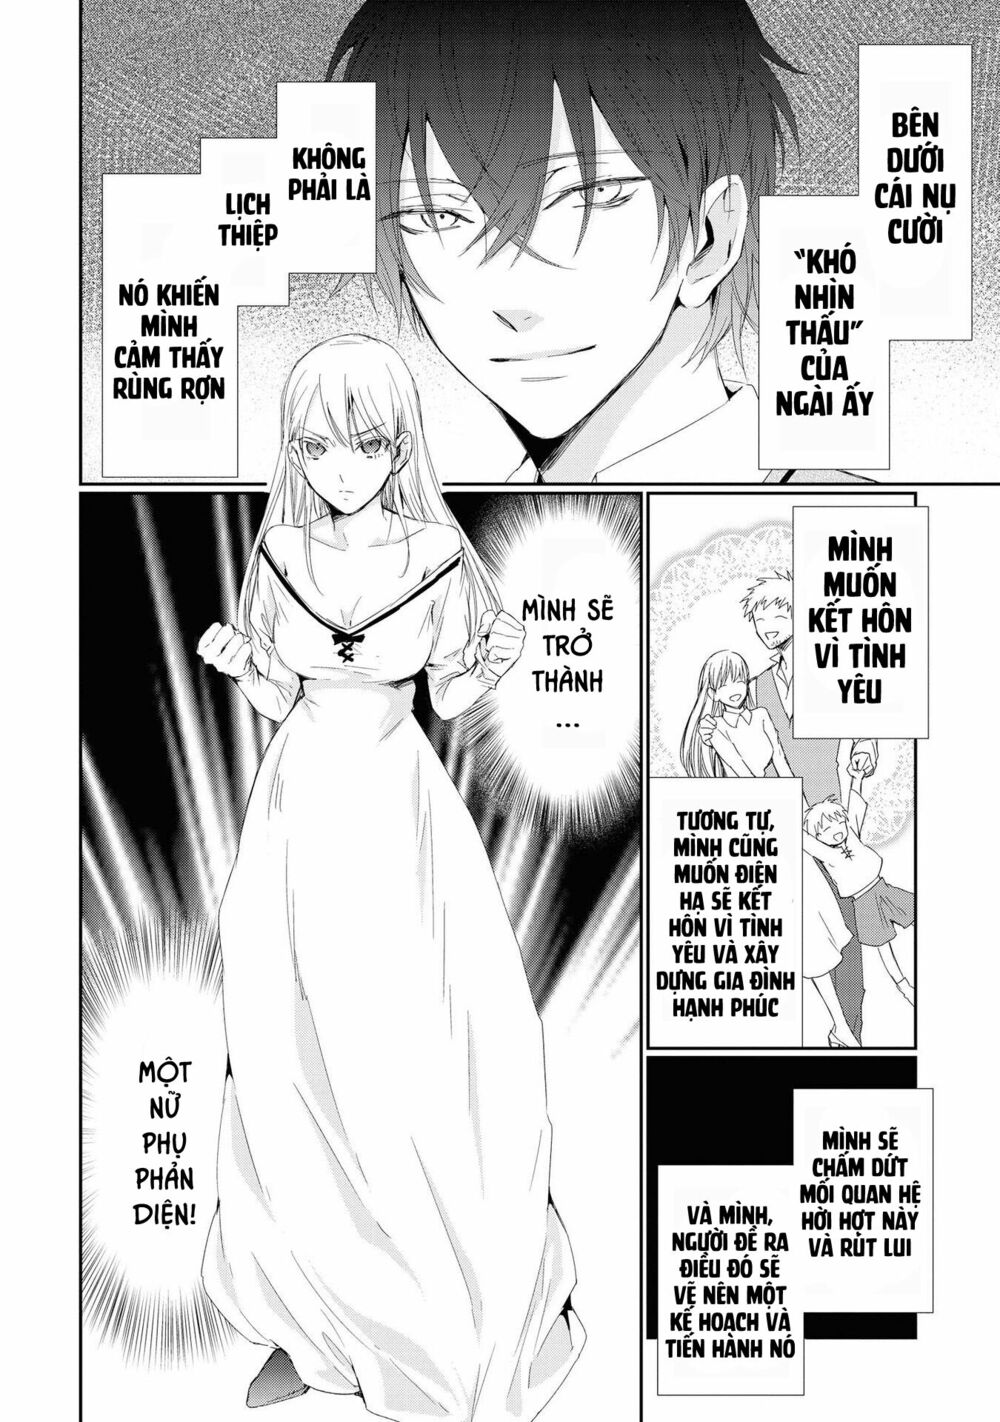 BÊN
DƯỚI
CÁI NỤ
CƯỜI
"KHÓ
NHÌN
THẤU" CỦA
NGÀI ẤY
KHÔNG
PHẢI LÀ
LỊCH
THIỆP
NÓ KHIẾN
MÌNH
CẢM THẤY
RÙNG RỢN
MÌNH
MUỐN
KẾT HÔN
VÌ TÌNH
YÊU
TƯƠNG TỰ,
MÌNH CŨNG
MUỐN ĐIỆN
HẠ SẼ KẾT
HÔN VÌ TÌNH
YÊU VÀ XÂY
DỰNG GIA ĐÌNH
HẠNH PHÚC
MÌNH SẼ
CHẤM DỨT
MỐI QUAN HỆ
HỜI HỢT NÀY
VÀ RÚT LUI
VÀ MÌNH,
NGƯỜI ĐỀ RA
ĐIỀU ĐÓ SẼ
VẼ NÊN MỘT
KẾ HOẠCH VÀ
TIẾN HÀNH NÓ
MÌNH SẼ
TRỞ
THÀNH
...
MỘT
NỮ
PHỤ
PHẢN
DIỆN!